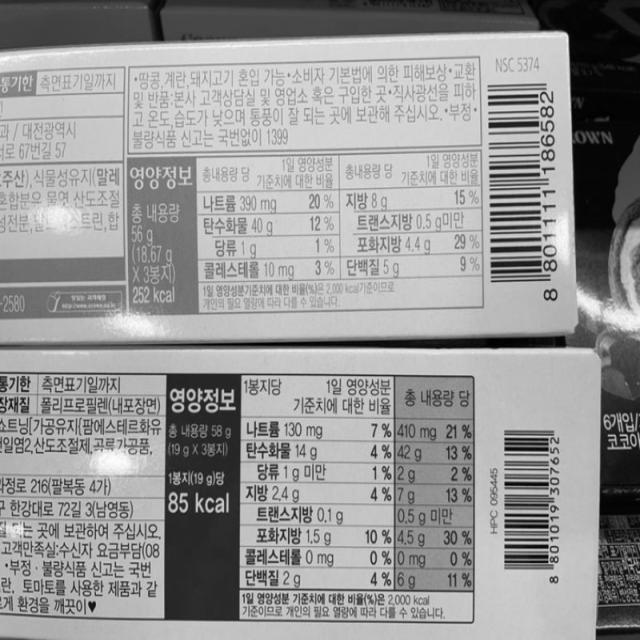 통기한 측면표기일까지
•땅콩, 계란, 돼지고기 혼입 가능•소비자 기본법에 의한 피해보상•교환
및 반품:본사 고객상담실 및 영업소 혹은 구입한 곳•직사광선을 피하
고 온도, 습도가 낮으며 통풍이 잘 되는 곳에 보관해 주십시오.•부정•
불량식품 신고는 국번없이 1399
NSC 5374
과 / 대전광역시
로 67번길 57
주산), 식물성유지(말레
영양정보
총 내용량
56 g
(18.67 g
X 3봉지)
252 kcal
총내용량 당 1일 영양성분 기준치에 대한 비율
총내용량 당 1일 영양성분 기준치에 대한 비율
나트륨 390 mg 20 % 지방 8 g 15 %
탄수화물 40 g 12 % 트랜스지방 0.5 g미만
당류 1 g 1 % 포화지방 4.4 g 29 %
콜레스테롤 10 mg 3 % 단백질 5 g 9 %
1일 영양성분기준치에 대한 비율(%)은 2,000 kcal기준이므로
개인의 필요 열량에 따라 다를 수 있습니다.
-2580
8 801111 186582
OWN
통기한 측면표기일까지
장재질 폴리프로필렌(내포장면)
쇼트닝[가공유지{팜에스테르화유
로 216(팔복동 4가)
구 한강대로 72길 3(남영동)
는 곳에 보관하여 주십시오.
고객만족실:수신자 요금부담(08
•부정 · 불량식품 신고는 국번
란, 토마토를 사용한 제품과 같
게 환경을 깨끗이♥
영양정보
총 내용량 58 g
(19 g X 3봉지)
1봉지(19 g)당
85 kcal
1봉지당 1일 영양성분 기준치에 대한 비율 총 내용량 당
나트륨 130 mg 7 % 410 mg 21 %
탄수화물 14 g 4 % 42 g 13 %
당류 1 g 미만 1 % 2 g 2 %
지방 2.4 g 4 % 7 g 13 %
트랜스지방 0.1 g 0.5 g 미만
포화지방 1.5 g 10 % 4.5 g 30 %
콜레스테롤 0 mg 0 % 0 mg 0 %
단백질 2 g 4 % 6 g 11 %
1일 영양성분 기준치에 대한 비율(%)은 2,000 kcal
기준이므로 개인의 필요 열량에 따라 다를 수 있습니다.
HPC 095445
8 801019 307652
6개입